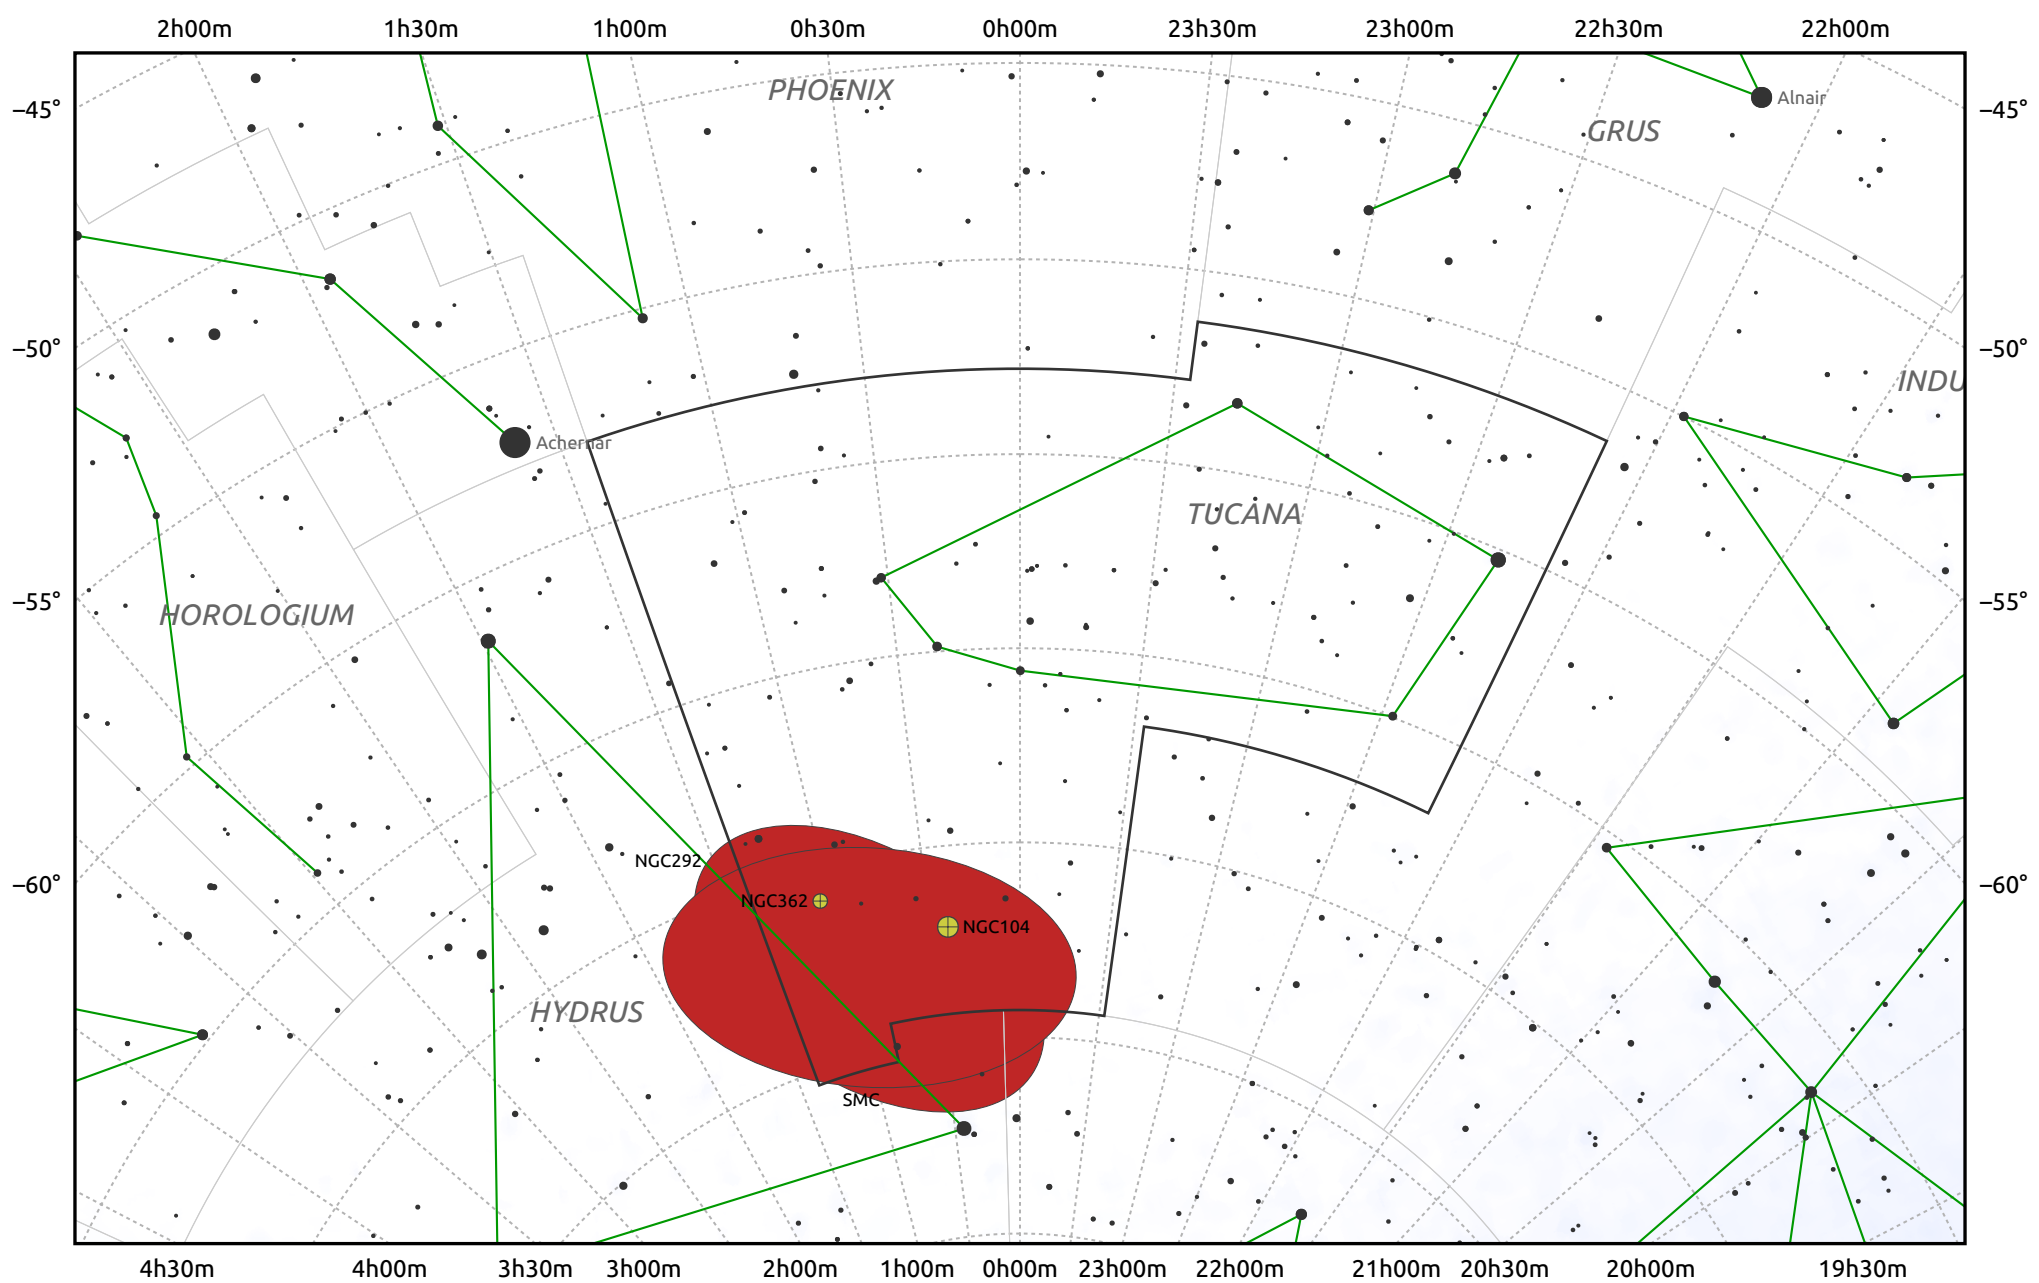 2h00m 1h30m 1h00m 0h30m 0h00m 23h30m 23h00m 22h30m 22h00m
PHOENIX
Alnair
−45° −45°
GRUS
−50° −50°
INDU
Achernar
TUCANA
−55° −55°
HOROLOGIUM
NGC292
−60° −60°
NGC362
NGC104
HYDRUS
SMC
4h30m 4h00m 3h30m 3h00m 2h00m 1h00m 0h00m 23h00m 22h00m 21h00m 20h30m 20h00m 19h30m